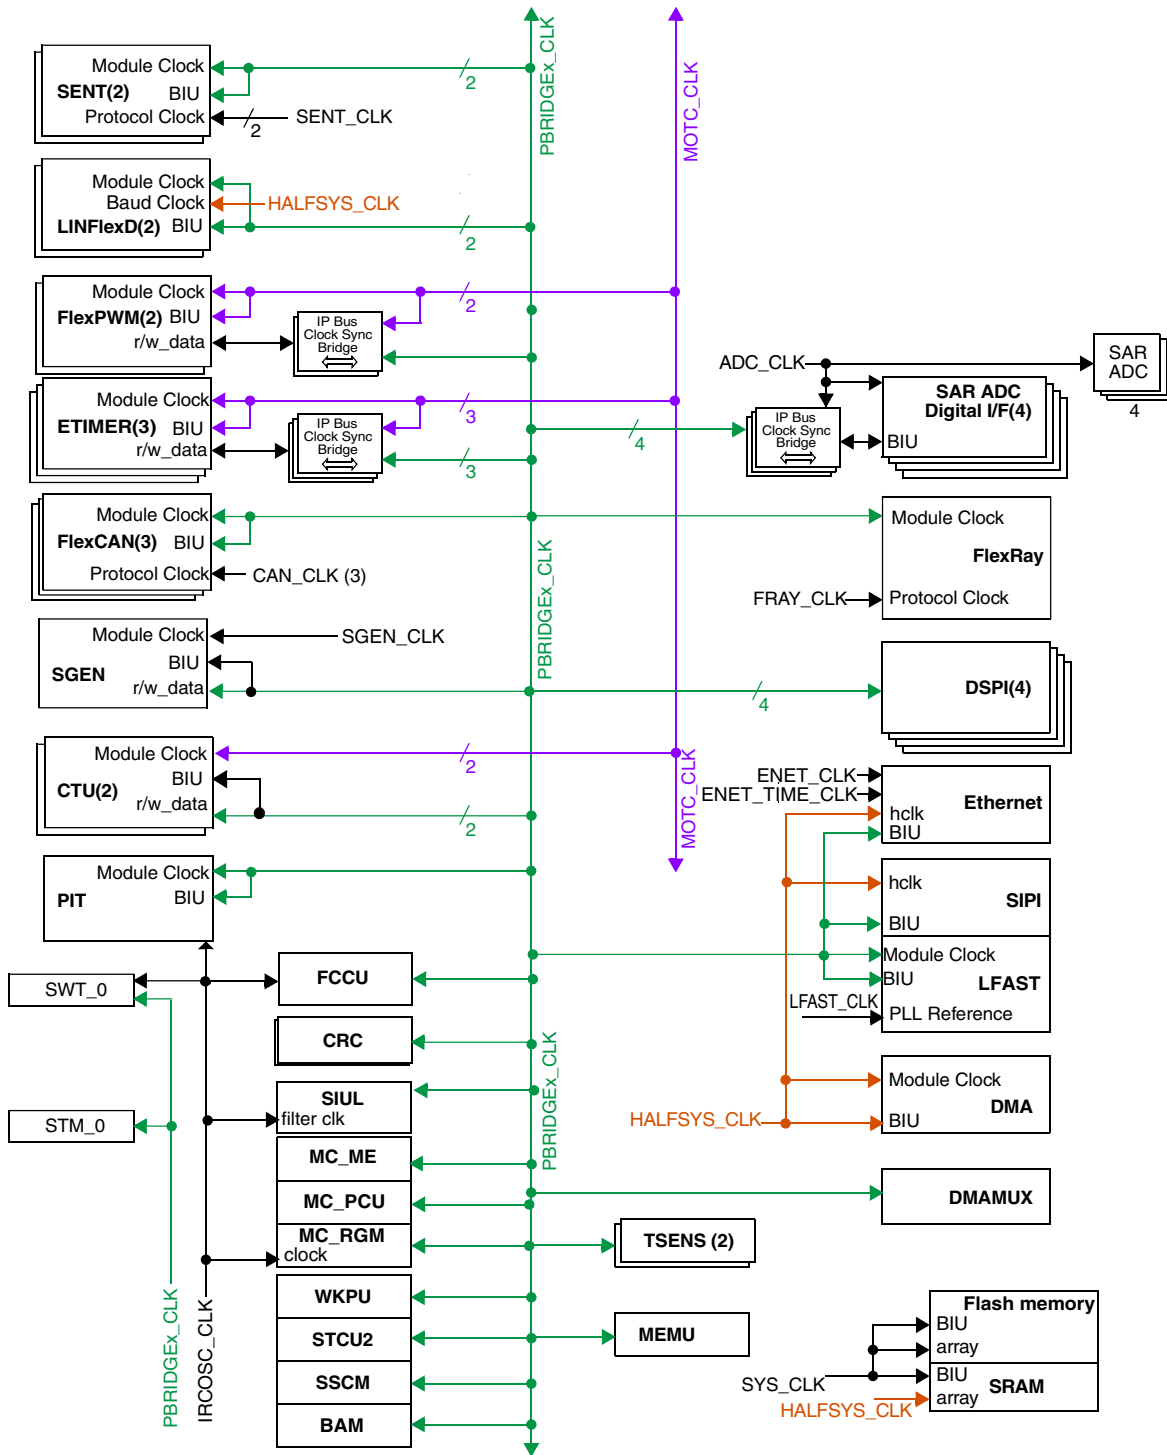 PBRIDGEx_CLK
MOTC_CLK
Module Clock
SENT(2) BIU
Protocol Clock
2
2
SENT_CLK
Module Clock
Baud Clock
LINFlexD(2) BIU
HALFSYS_CLK
2
Module Clock
FlexPWM(2) BIU
r/w_data
2
IP Bus
Clock Sync
Bridge
ADC_CLK
SAR
ADC
4
Module Clock
ETIMER(3) BIU
r/w_data
3
3
IP Bus
Clock Sync
Bridge
4
IP Bus
Clock Sync
Bridge
SAR ADC
Digital I/F(4)
BIU
Module Clock
FlexCAN(3) BIU
Protocol Clock
CAN_CLK (3)
PBRIDGEx_CLK
Module Clock
FlexRay
FRAY_CLK
Protocol Clock
Module Clock
SGEN_CLK
BIU
SGEN
r/w_data
4
DSPI(4)
Module Clock
BIU
CTU(2)
r/w_data
2
2
MOTC_CLK
ENET_CLK
ENET_TIME_CLK
Ethernet
hclk
BIU
Module Clock
PIT
BIU
hclk
SIPI
BIU
Module Clock
LFAST
BIU
LFAST_CLK
PLL Reference
SWT_0
FCCU
CRC
PBRIDGEx_CLK
SIUL
filter clk
STM_0
Module Clock
DMA
HALFSYS_CLK
BIU
MC_ME
MC_PCU
MC_RGM
clock
DMAMUX
TSENS (2)
WKPU
STCU2
SSCM
BAM
MEMU
PBRIDGEx_CLK
IRCOSC_CLK
Flash memory
BIU
array
SYS_CLK
BIU
SRAM
HALFSYS_CLK
array